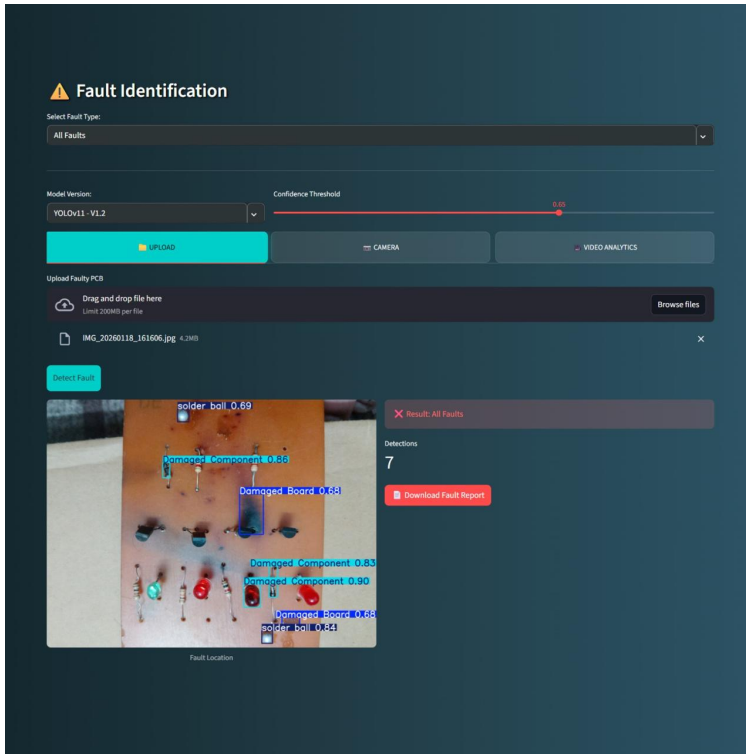 Fault Identification
Select Fault Type:
All Faults
Model Version:
Confidence Threshold
0.65
YOLOv11 - V1.2
UPLOAD
CAMERA
VIDEO ANALYTICS
Upload Faulty PCB
Drag and drop file here
Limit 200MB per file
Browse files
IMG_20260118_161606.jpg 4.2MB
Detect Fault
solder ball 0.69
Damaged Component 0.86
Damaged Board 0.68
Damaged Component 0.83
Damaged Component 0.90
Damaged Board 0.68
solder ball 0.84
Fault Location
Result: All Faults
Detections
7
Download Fault Report